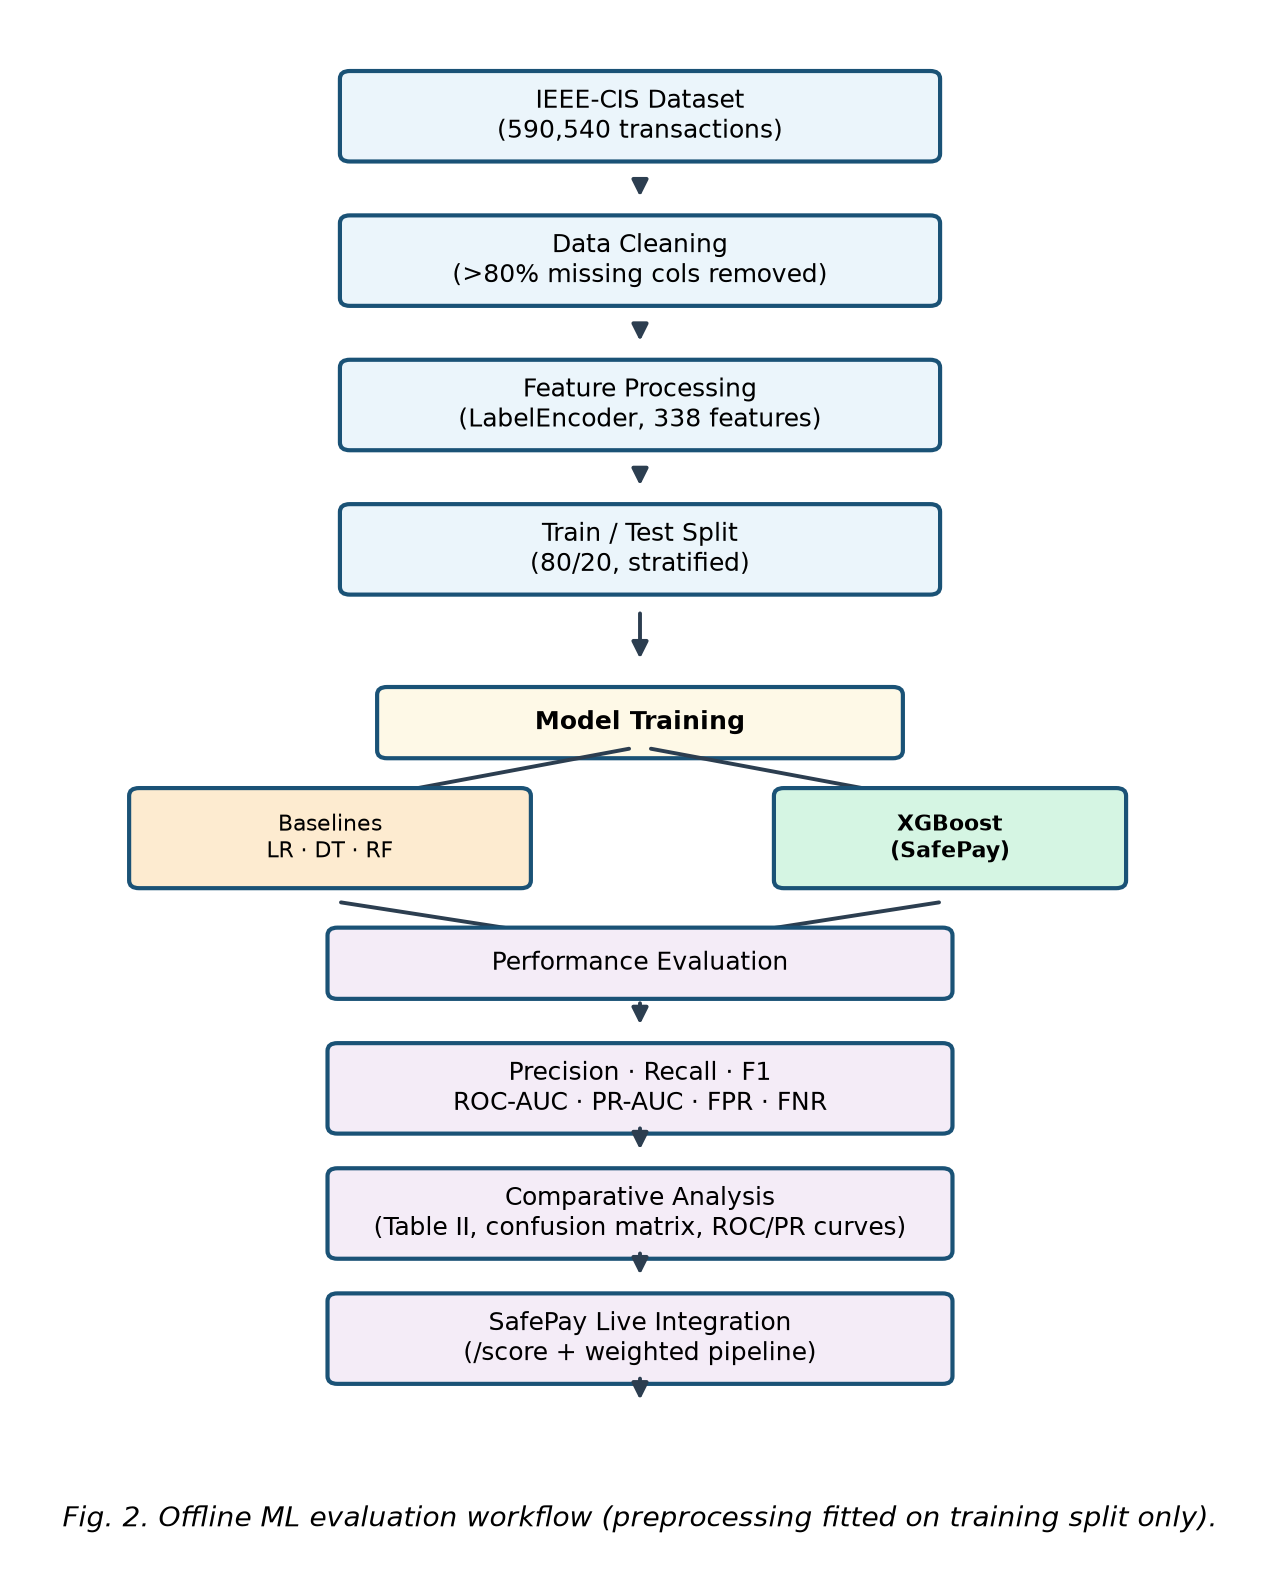 IEEE-CIS Dataset
(590,540 transactions)
Data Cleaning
(>80% missing cols removed)
Feature Processing
(LabelEncoder, 338 features)
Train / Test Split
(80/20, stratified)
Model Training
Baselines
LR · DT · RF
XGBoost
(SafePay)
Performance Evaluation
Precision · Recall · F1
ROC-AUC · PR-AUC · FPR · FNR
Comparative Analysis
(Table II, confusion matrix, ROC/PR curves)
SafePay Live Integration
(/score + weighted pipeline)
Fig. 2. Offline ML evaluation workflow (preprocessing fitted on training split only).